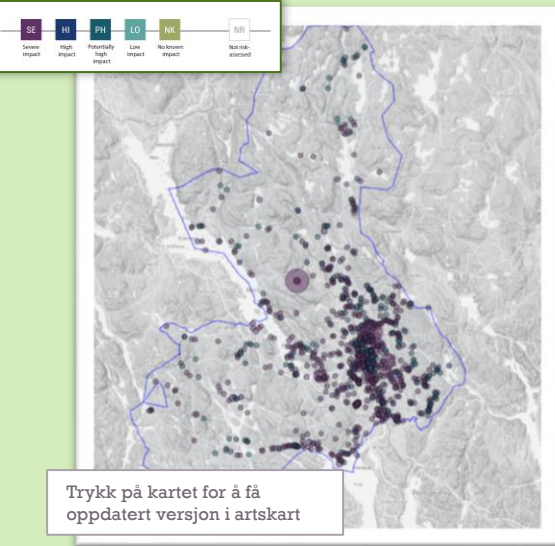 SE HI PH LO NK NR
Severe High Potentially Low No known Not risk-
impact impact high impact impact assessed
impact
Trykk på kartet for å få
oppdatert versjon i artskart